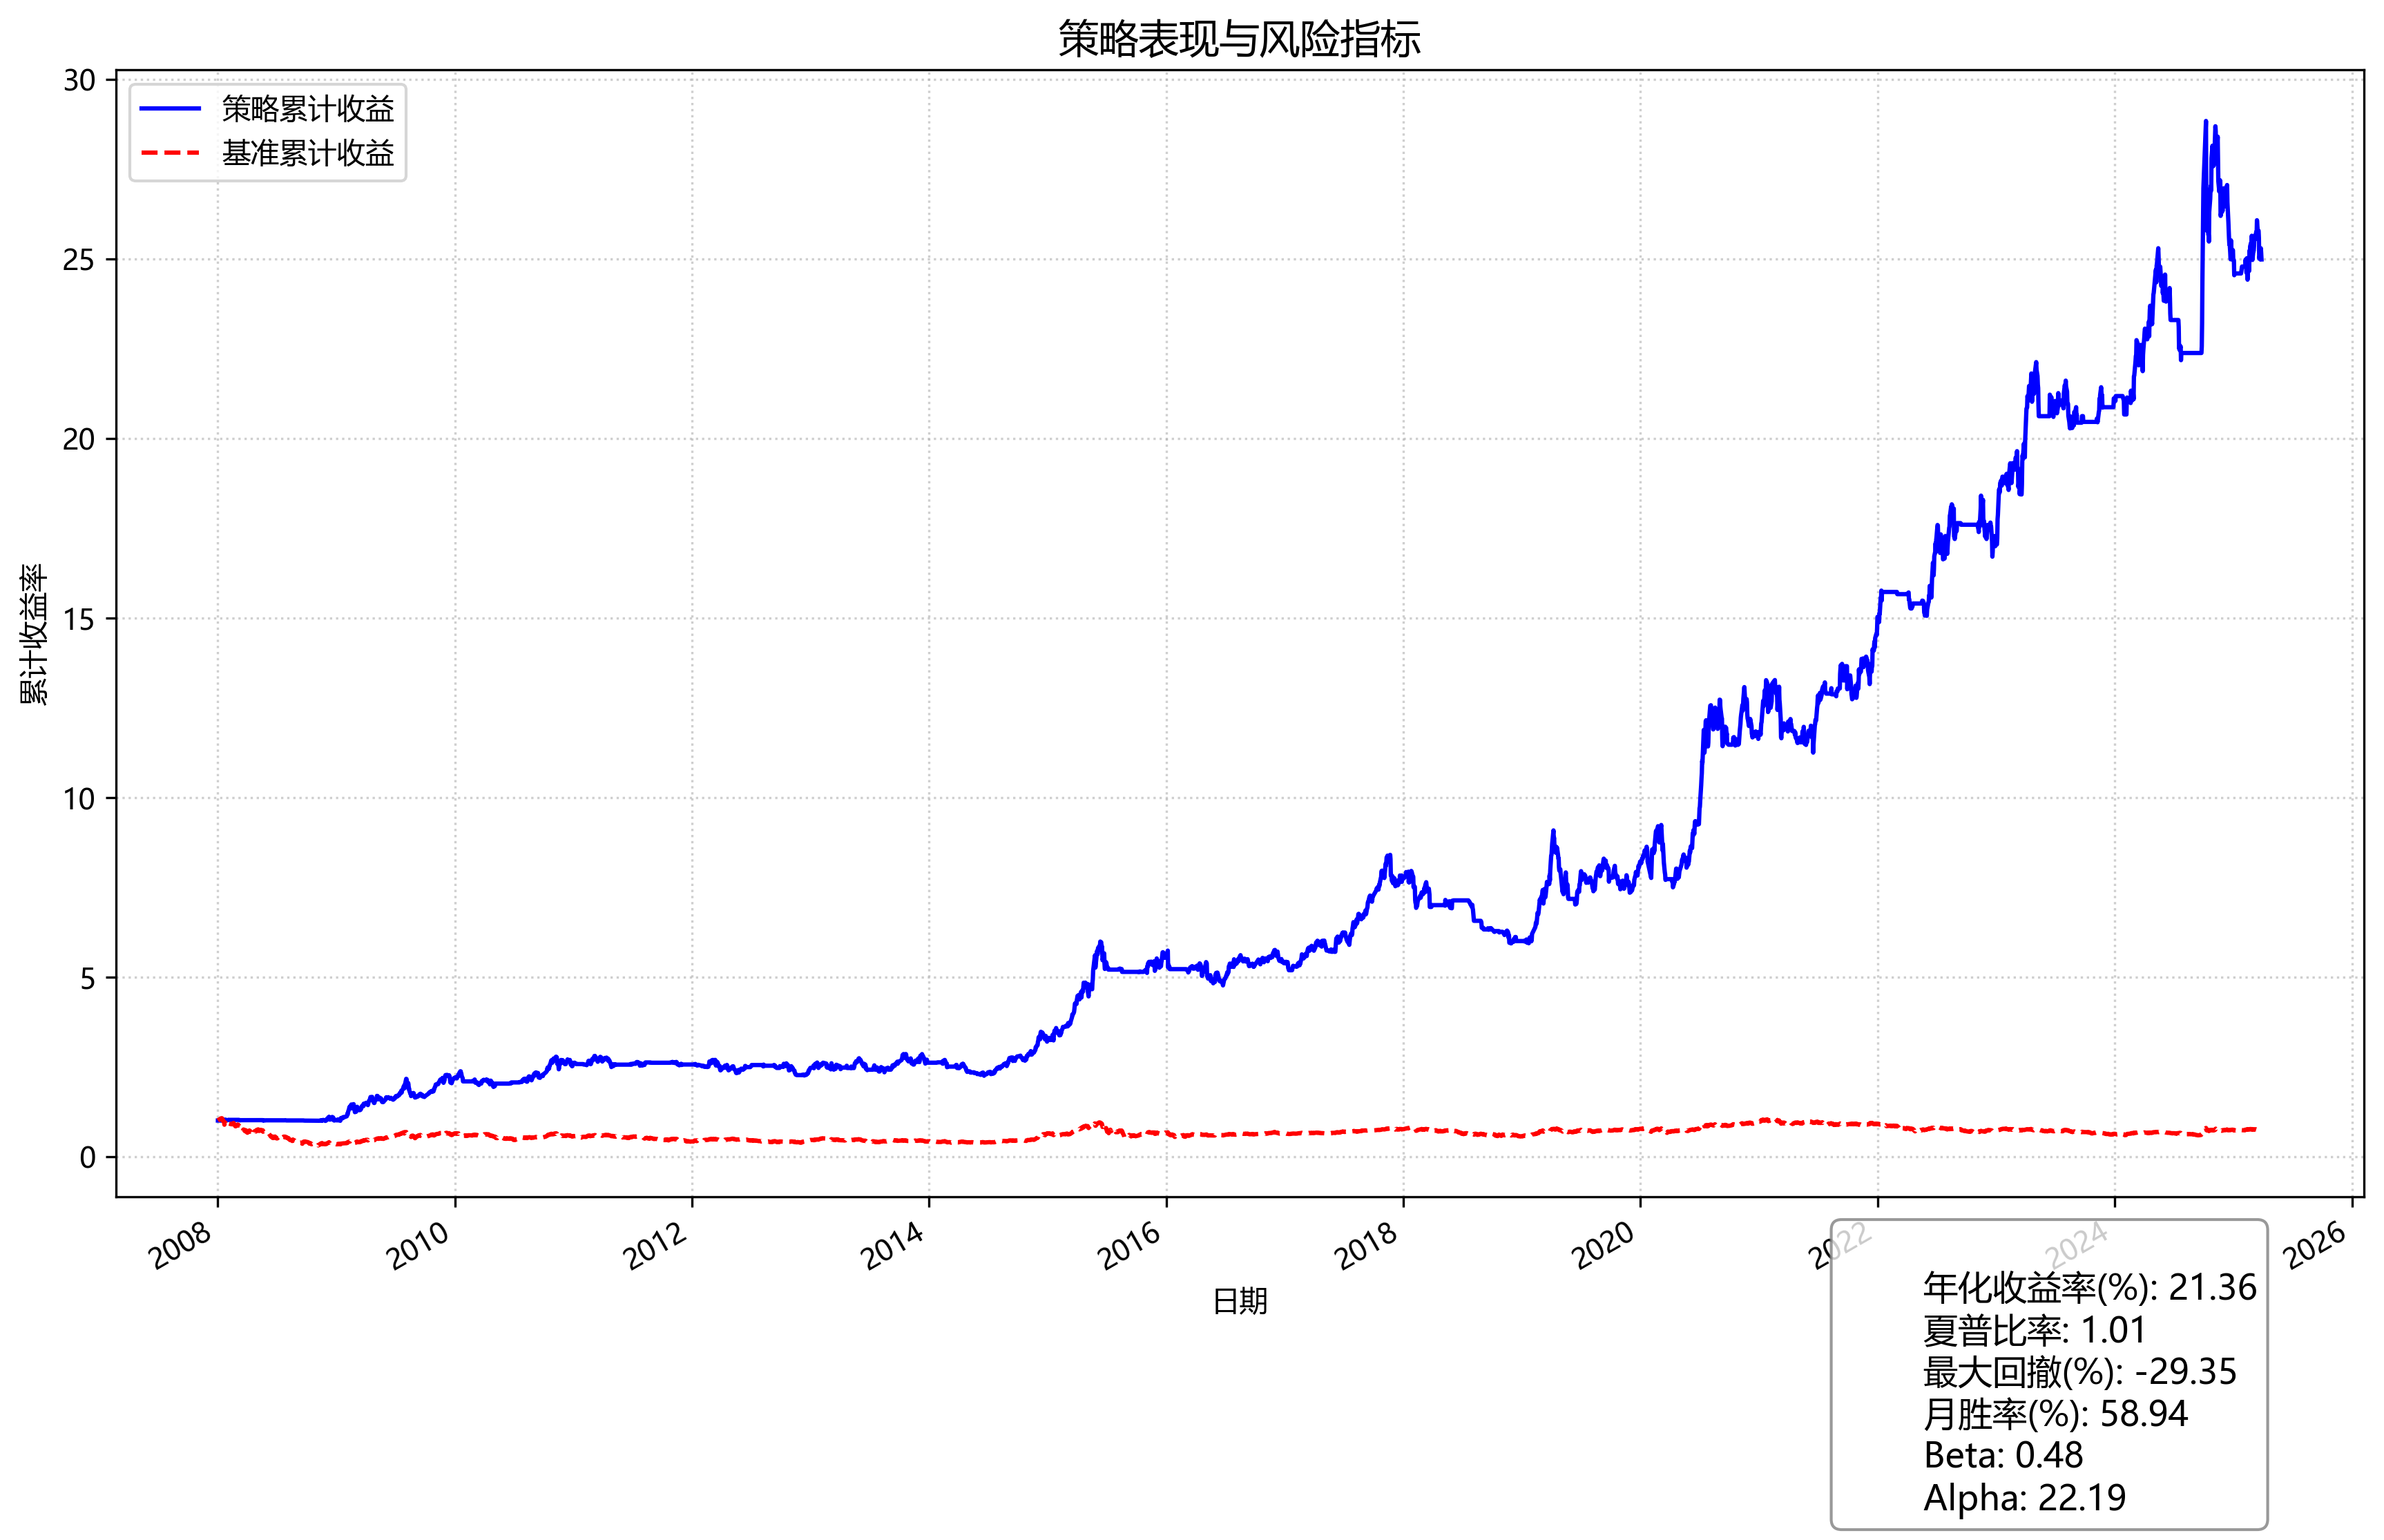 策略表现与风险指标
策略累计收益
基准累计收益
30
25
20
15
10
5
0
累计收益率
2008
2010
2012
2014
2016
2018
2020
2022
2024
2026
日期
年化收益率(%): 21.36
夏普比率: 1.01
最大回撤(%): -29.35
月胜率(%): 58.94
Beta: 0.48
Alpha: 22.19